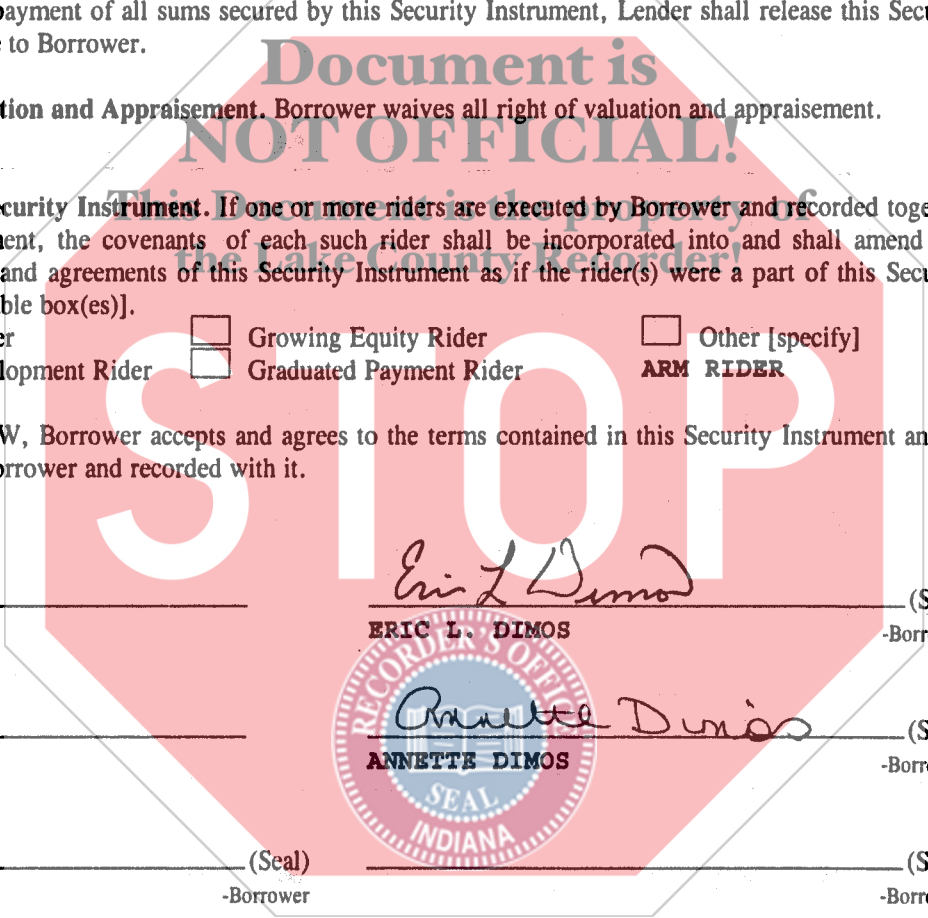 payment of all sums secured by this Security Instrument, Lender shall release this Secu
e to Borrower.
Document is
tion and Appraisement. Borrower waives all right of valuation and appraisement.
NOT OFFICIAL!
This Document is the property of
curity Instrument. If one or more riders are executed by Borrower and recorded toge
ent, the covenants of each such rider shall be incorporated into and shall amend
the Lake County Recorder!
and agreements of this Security Instrument as if the rider(s) were a part of this Secu
ble box(es)].
er Growing Equity Rider Other [specify]
lopment Rider Graduated Payment Rider ARM RIDER
STOP
W, Borrower accepts and agrees to the terms contained in this Security Instrument an
orrower and recorded with it.
Eric L Dimos
(S
ERIC L. DIMOS
-Borr
RECORDER'S OFFICE
Annette Dimos
(S
ANNETTE DIMOS
-Borr
SEAL
INDIANA
(Seal) (S
-Borrower -Borr